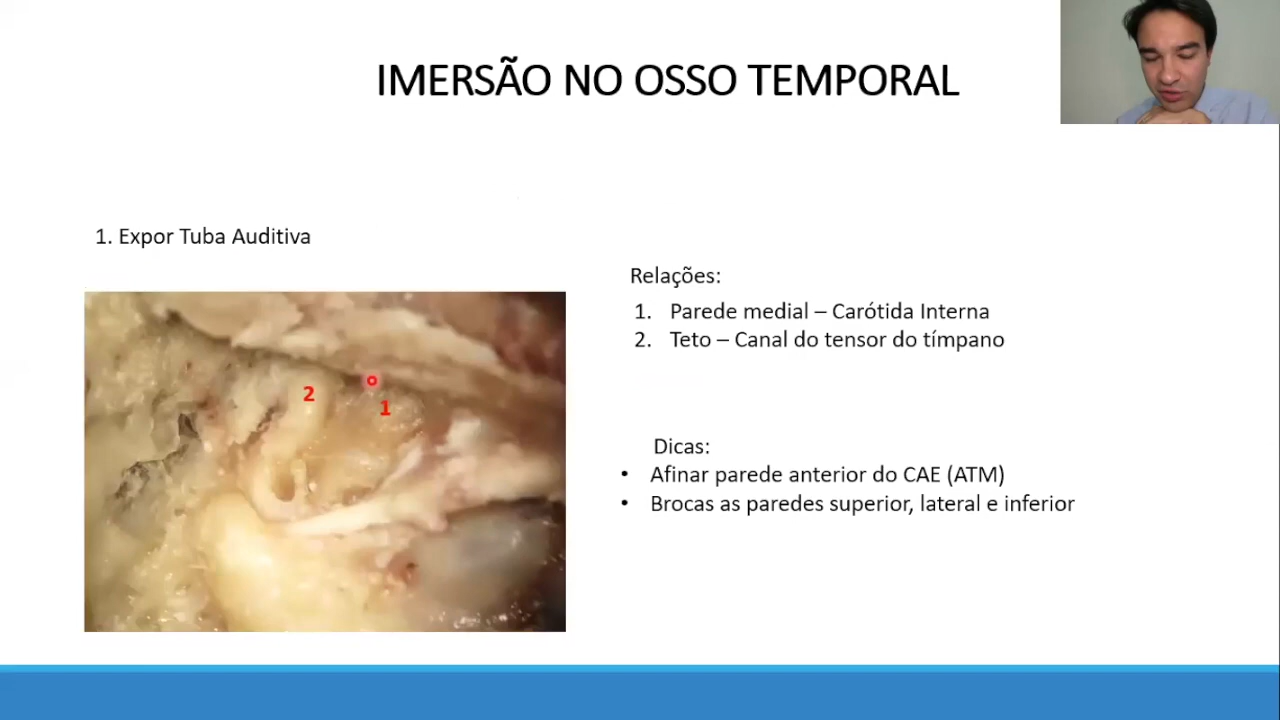 IMERSÃO NO OSSO TEMPORAL
1. Expor Tuba Auditiva
2
1
Relações:
1. Parede medial – Carótida Interna
2. Teto – Canal do tensor do tímpano
Dicas:
• Afinar parede anterior do CAE (ATM)
• Brocas as paredes superior, lateral e inferior